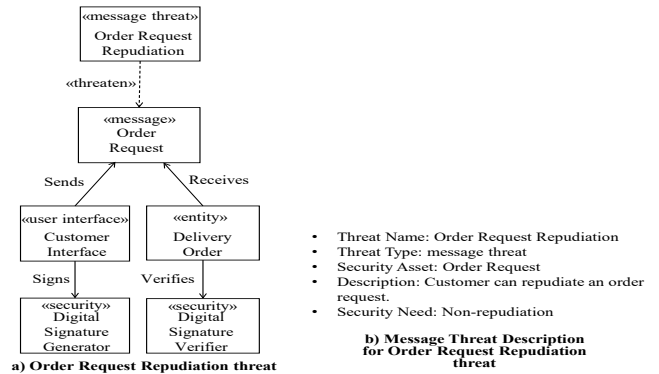 «message threat»
Order Request
Repudiation
«threaten»
«message»
Order
Request
Sends
Receives
«user interface»
Customer
Interface
«entity»
Delivery
Order
Signs
Verifies
«security»
Digital
Signature
Generator
«security»
Digital
Signature
Verifier
a) Order Request Repudiation threat
• Threat Name: Order Request Repudiation
• Threat Type: message threat
• Security Asset: Order Request
• Description: Customer can repudiate an order
request.
• Security Need: Non-repudiation
b) Message Threat Description
for Order Request Repudiation
threat